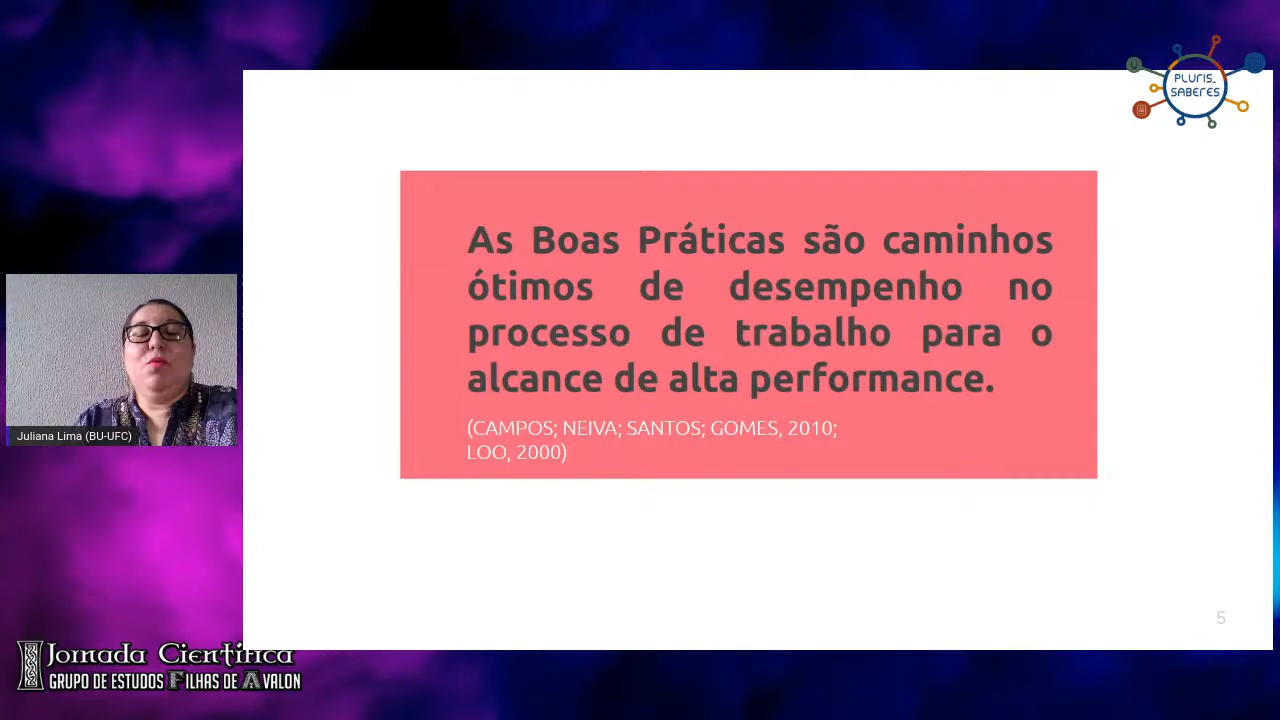 PLURIS_
SABERES
As Boas Práticas são caminhos
ótimos de desempenho no
processo de trabalho para o
alcance de alta performance.
(CAMPOS; NEIVA; SANTOS; GOMES, 2010;
LOO, 2000)
Juliana Lima (BU-UFC)
5
Jornada Científica
GRUPO DE ESTUDOS FILHAS DE AVALON